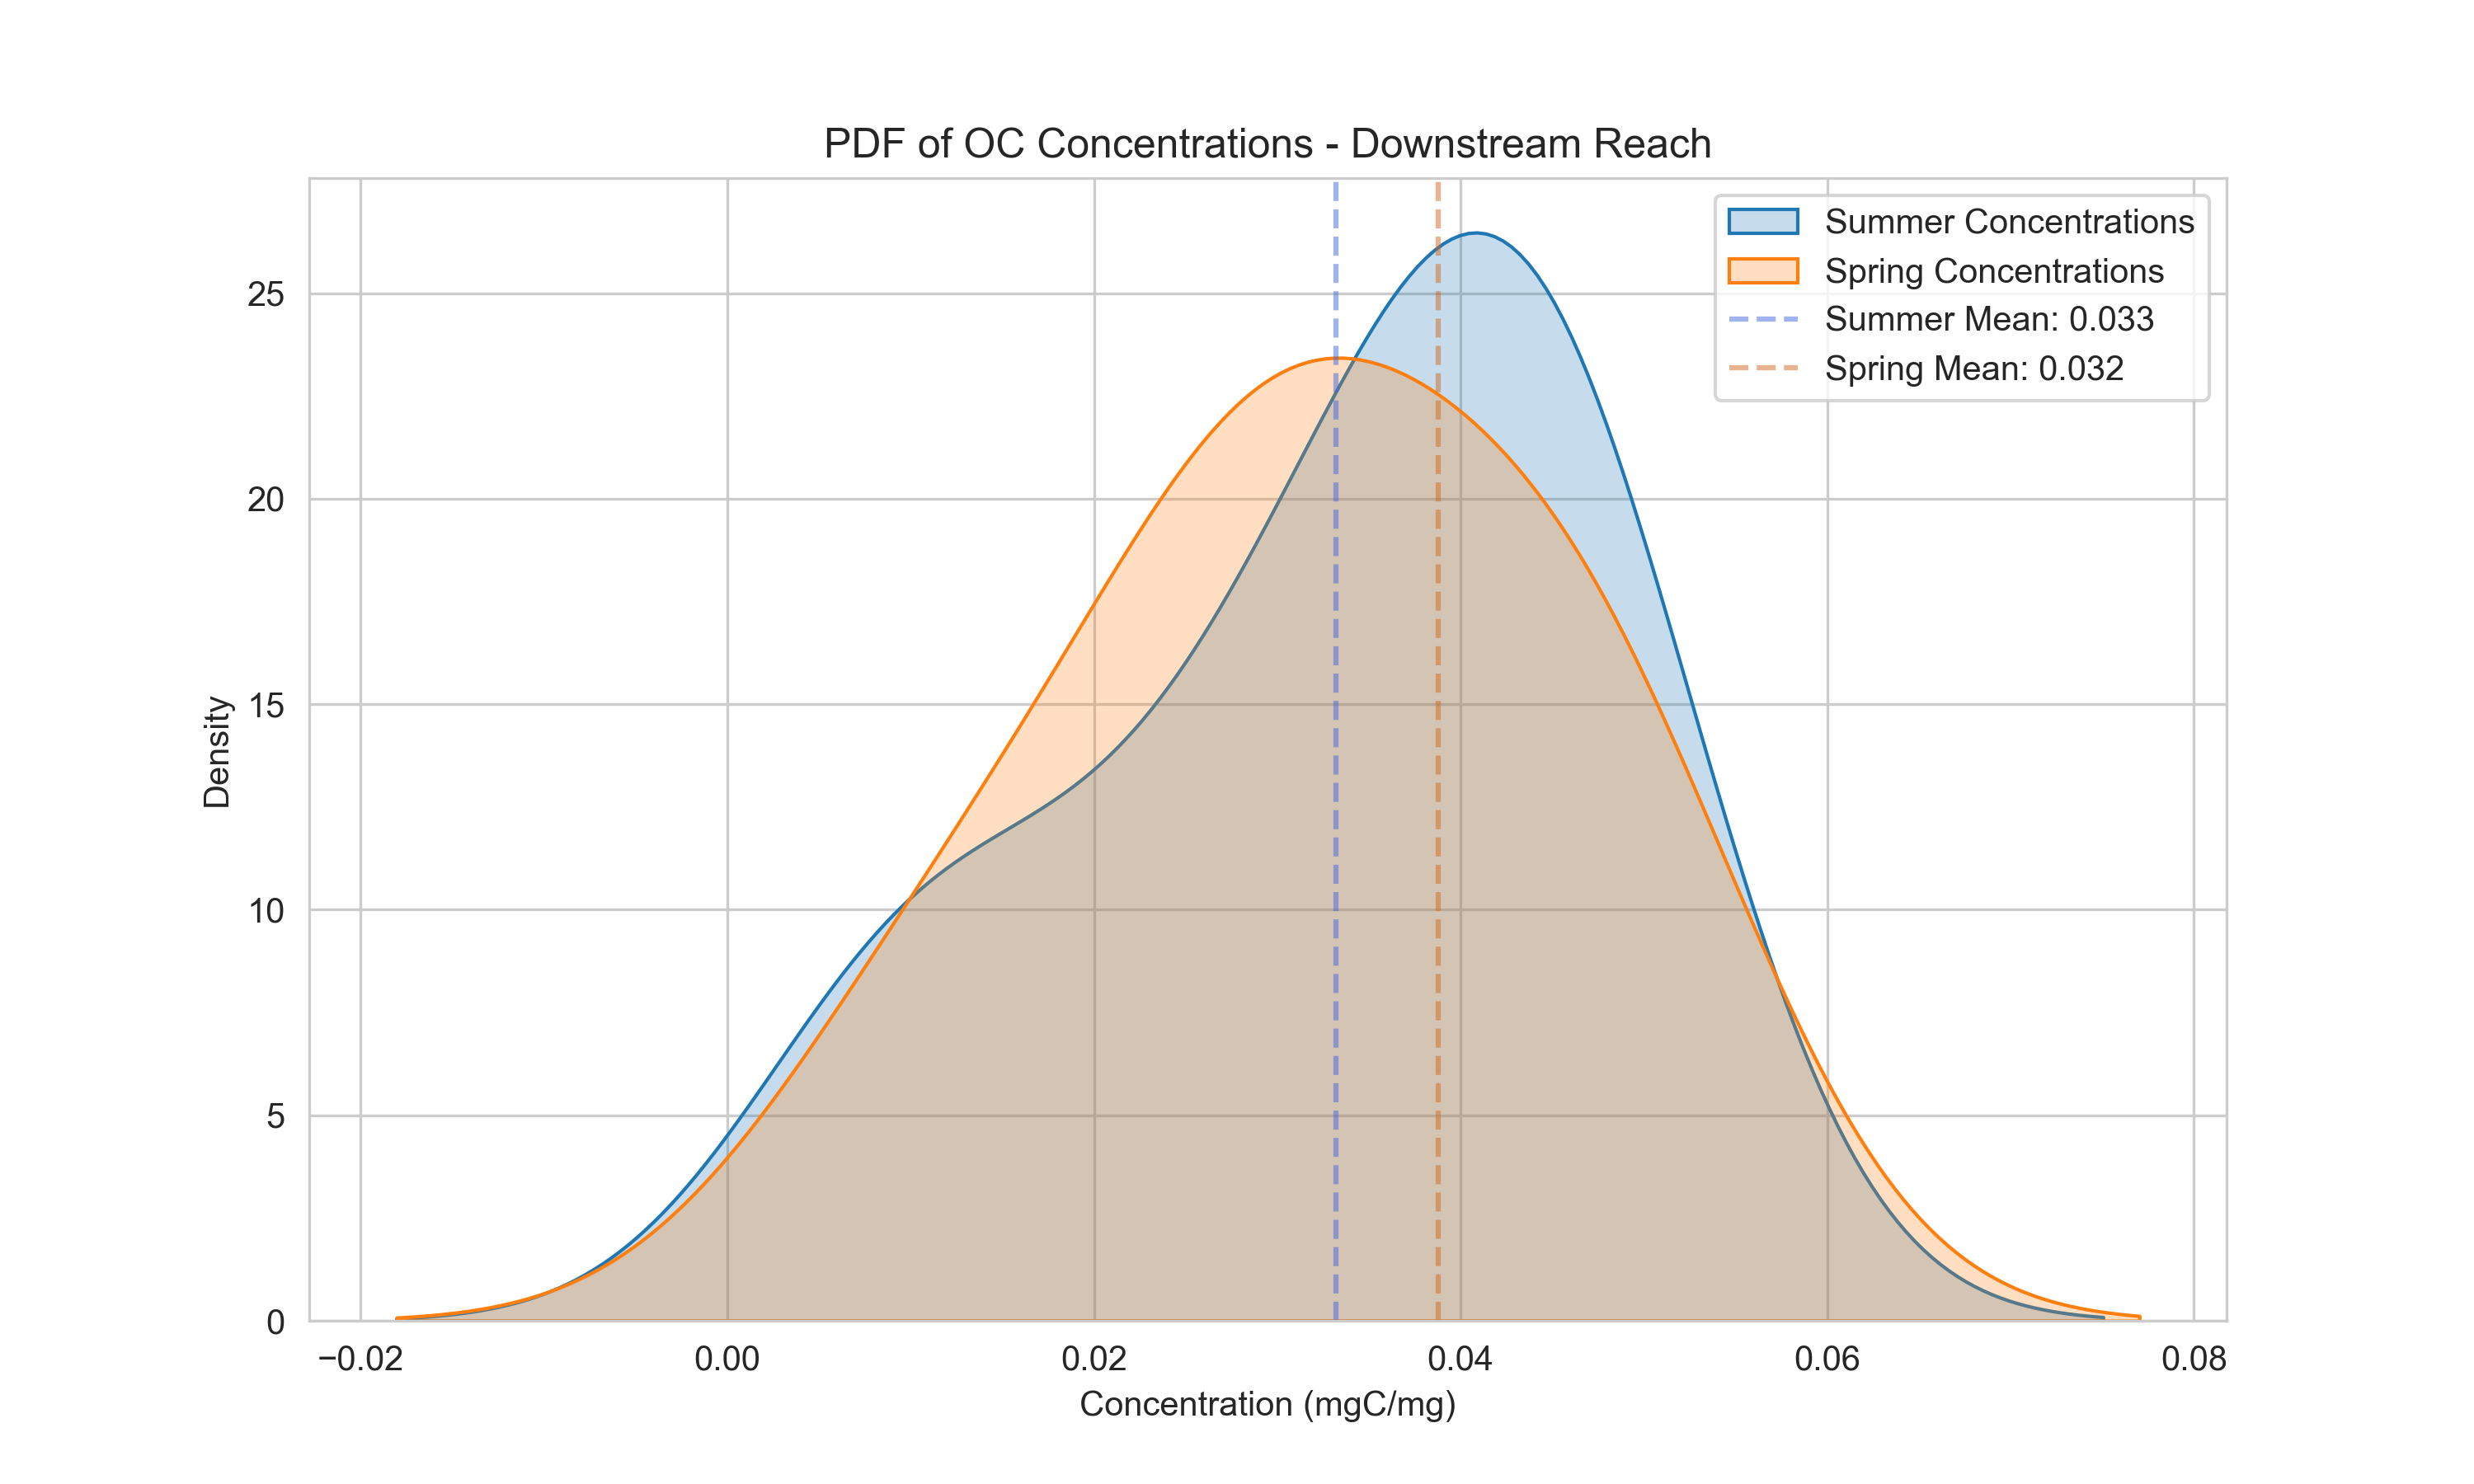 PDF of OC Concentrations - Downstream Reach
Summer Concentrations
Spring Concentrations
Summer Mean: 0.033
Spring Mean: 0.032
25
20
15
10
5
0
Density
−0.02
0.00
0.02
0.04
0.06
0.08
Concentration (mgC/mg)